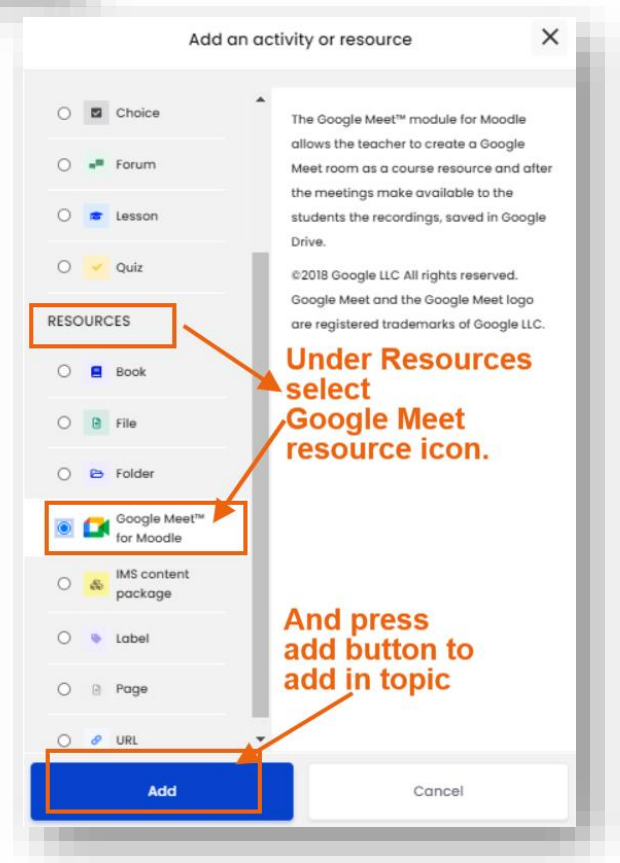 Add an activity or resource
Choice
Forum
Lesson
Quiz
RESOURCES
Book
File
Folder
Google Meet™
for Moodle
IMS content
package
Label
Page
URL
The Google Meet™ module for Moodle
allows the teacher to create a Google
Meet room as a course resource and after
the meetings make available to the
students the recordings, saved in Google
Drive.
©2018 Google LLC All rights reserved.
Google Meet and the Google Meet logo
are registered trademarks of Google LLC.
Under Resources
select
Google Meet
resource icon.
And press
add button to
add in topic
Add
Cancel